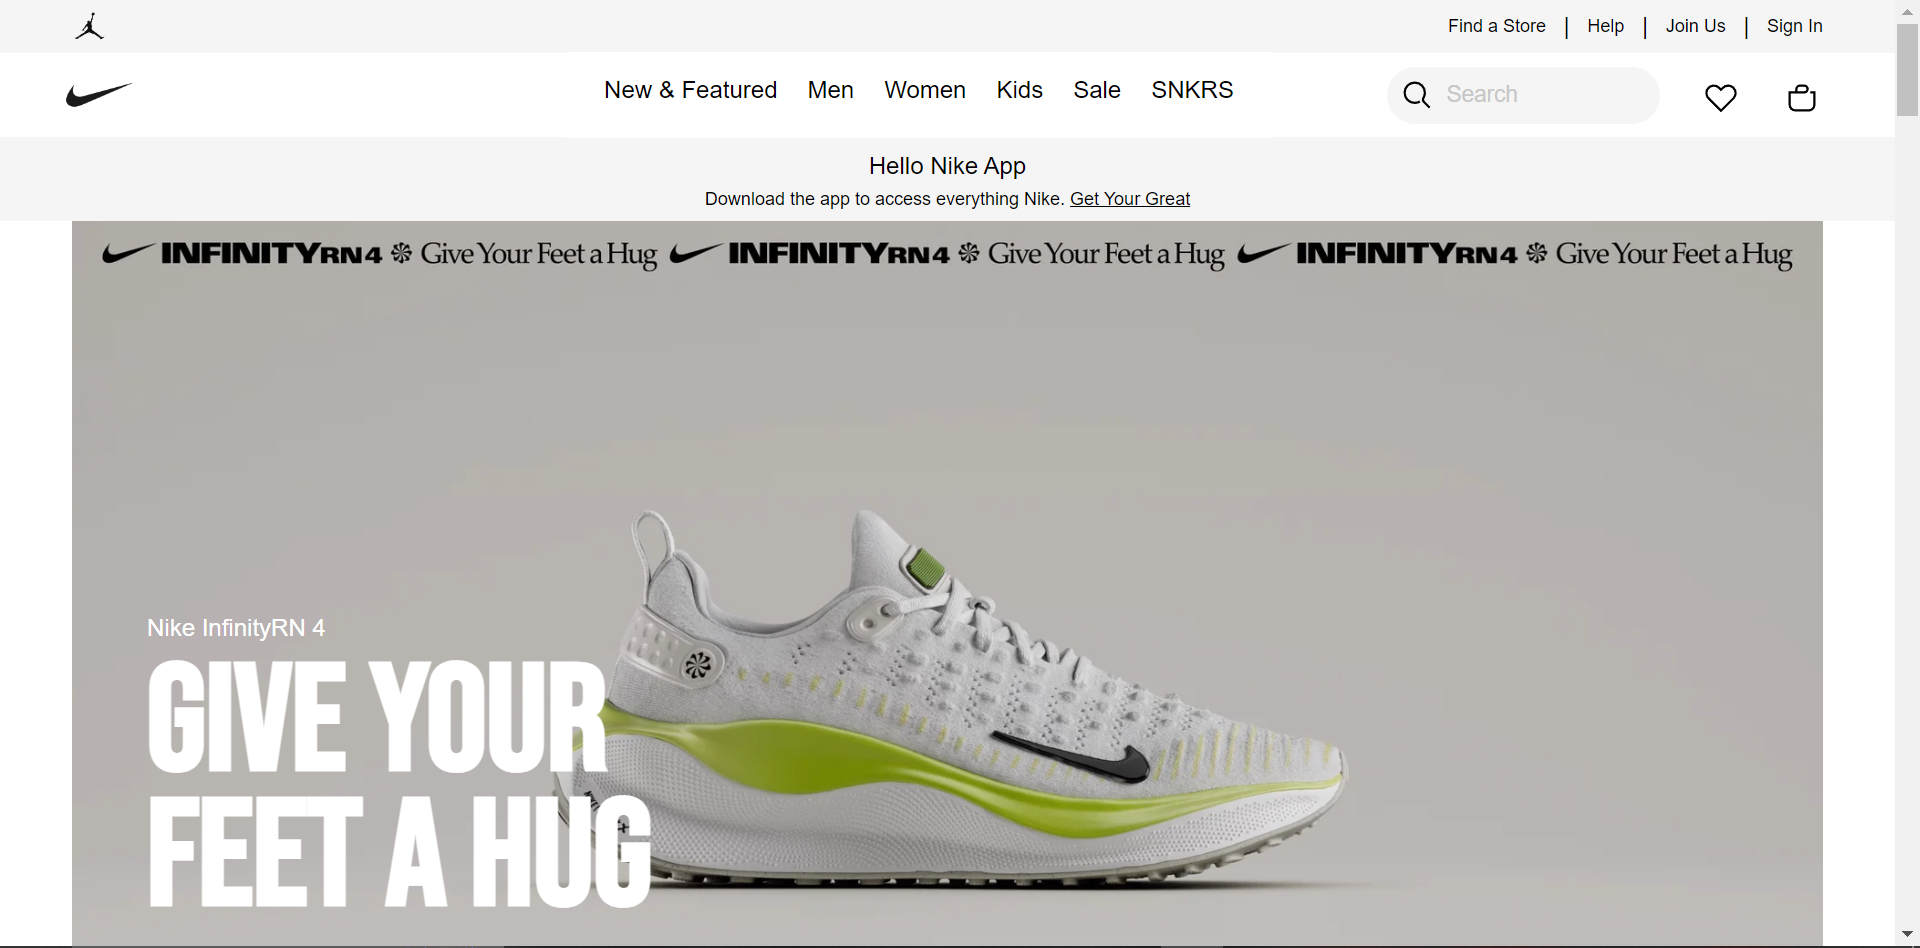 Find a Store | Help | Join Us | Sign In
New & Featured Men Women Kids Sale SNKRS
Search
Hello Nike App
Download the app to access everything Nike. Get Your Great
INFINITYRN4 Give Your Feet a Hug INFINITYRN4 Give Your Feet a Hug INFINITYRN4 Give Your Feet a Hug
Nike InfinityRN 4
GIVE YOUR
FEET A HUG